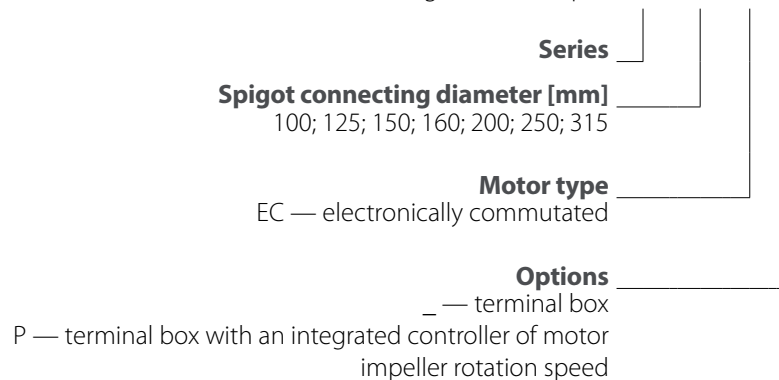 Series
Spigot connecting diameter [mm]
100; 125; 150; 160; 200; 250; 315
Motor type
EC — electronically commutated
Options
_ — terminal box
P — terminal box with an integrated controller of motor
impeller rotation speed